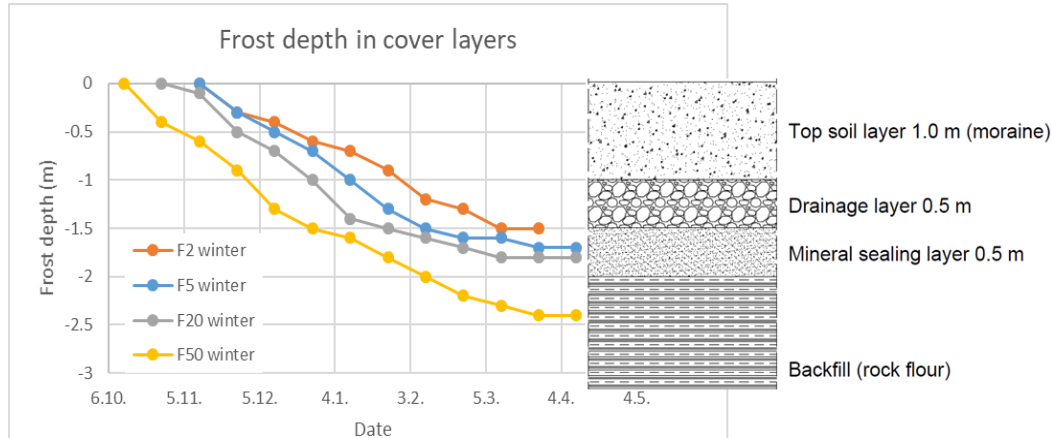 Frost depth in cover layers
Frost depth (m)
0
-0.5
-1
-1.5
-2
-2.5
-3
F2 winter
F5 winter
F20 winter
F50 winter
6.10. 5.11. 5.12. 4.1. 3.2. 5.3. 4.4. 4.5.
Date
Top soil layer 1.0 m (moraine)
Drainage layer 0.5 m
Mineral sealing layer 0.5 m
Backfill (rock flour)